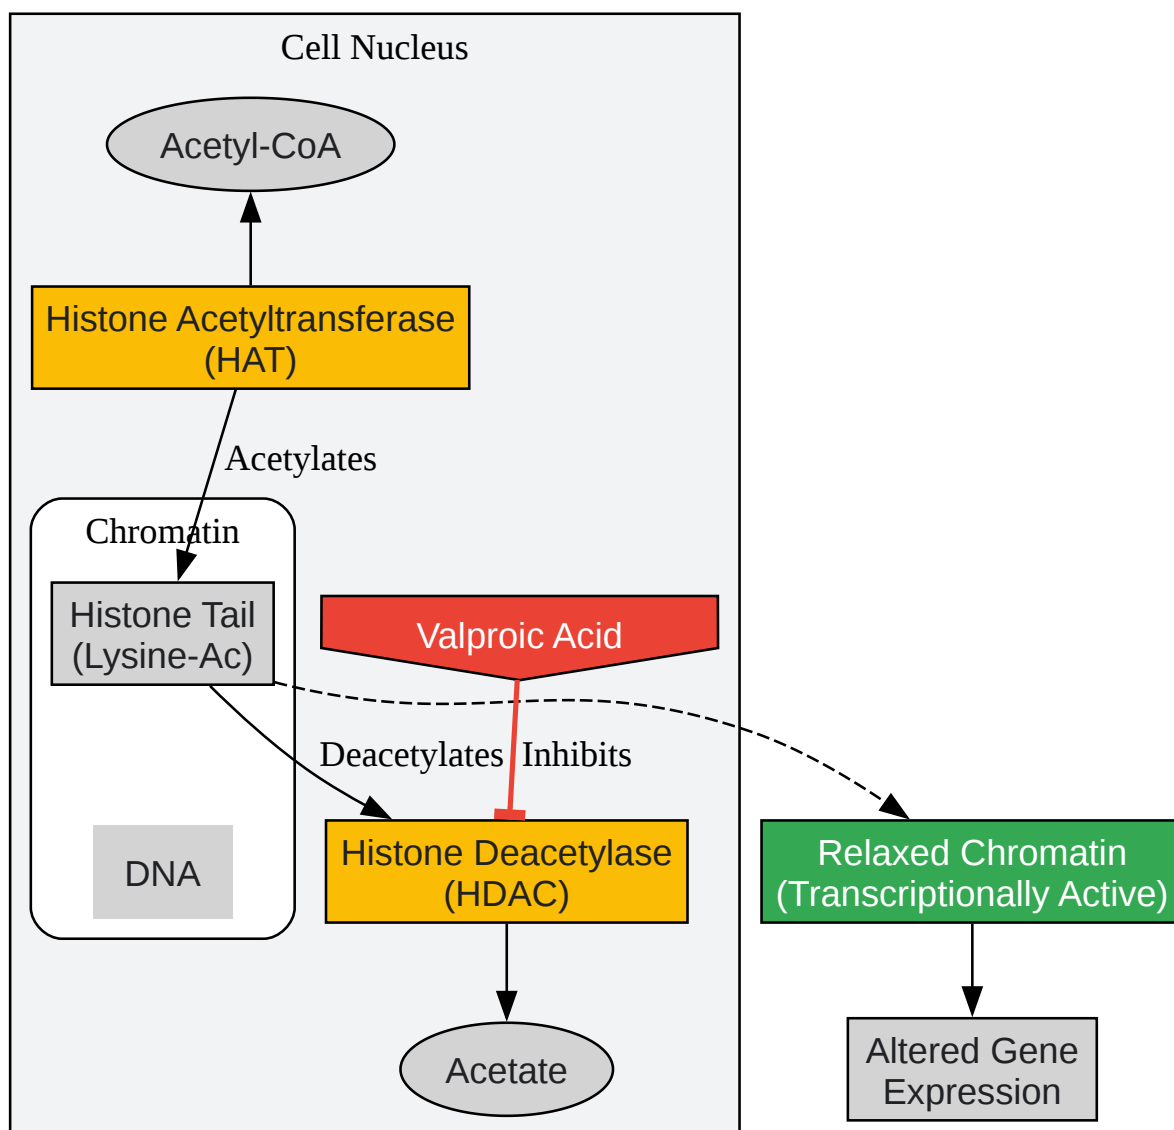 Cell Nucleus
Acetyl-CoA
Histone Acetyltransferase
(HAT)
Acetylates
Chromatin
Histone Tail
(Lysine-Ac)
Valproic Acid
Deacetylates
Inhibits
DNA
Histone Deacetylase
(HDAC)
Relaxed Chromatin
(Transcriptionally Active)
Acetate
Altered Gene
Expression